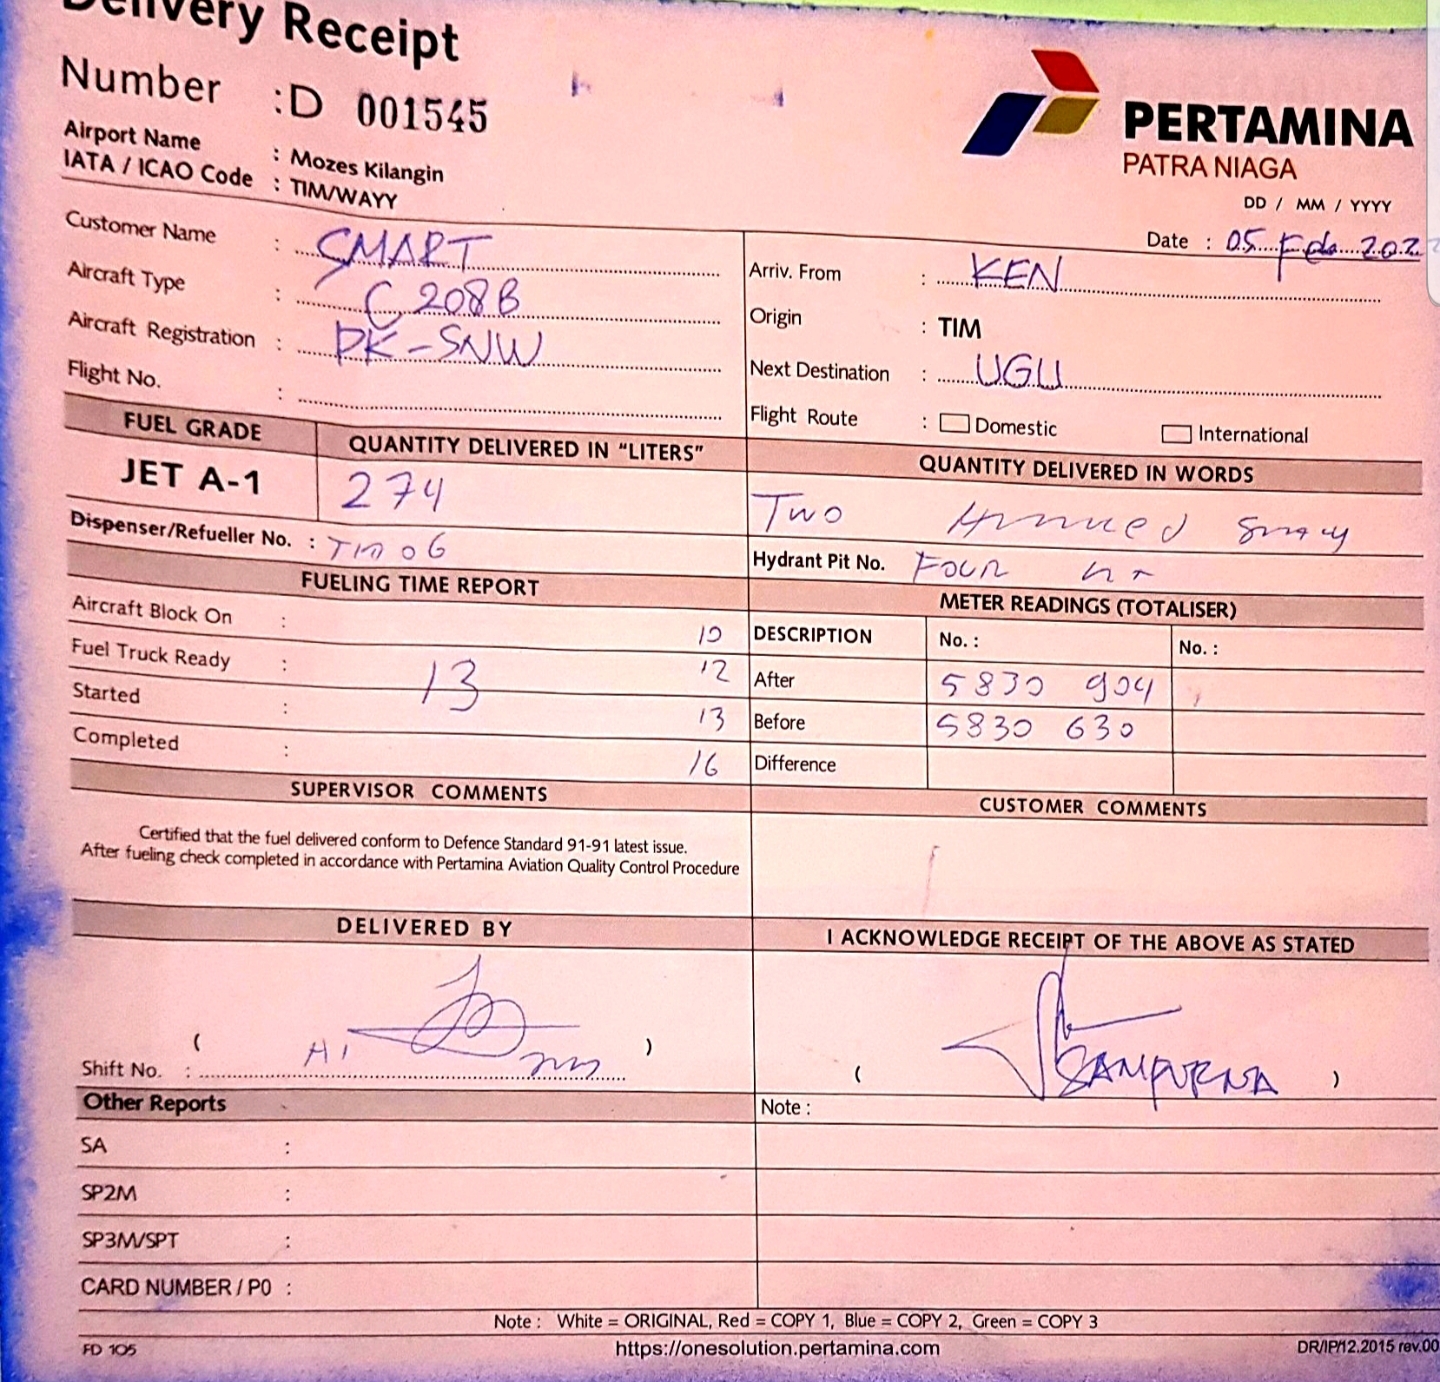 Delivery Receipt
Number : D 001545
Airport Name : Mozes Kilangin
IATA / ICAO Code : TIM/WAYY
PERTAMINA
PATRA NIAGA
DD / MM / YYYY
Date : 05 Feb 202
Customer Name : SMART
Aircraft Type : C 208 B
Aircraft Registration : PK-SNW
Flight No. :
Arriv. From : KEN
Origin : TIM
Next Destination : UGU
Flight Route : Domestic International
FUEL GRADE QUANTITY DELIVERED IN "LITERS" QUANTITY DELIVERED IN WORDS
JET A-1 274 Two
Dispenser/Refueller No. : TIM 06
Hydrant Pit No. Four
FUELING TIME REPORT
Aircraft Block On : 10
Fuel Truck Ready : 12
Started : 13 13
Completed : 16
METER READINGS (TOTALISER)
DESCRIPTION No. : No. :
After 5830 904
Before 5830 630
Difference
SUPERVISOR COMMENTS
Certified that the fuel delivered conform to Defence Standard 91-91 latest issue.
After fueling check completed in accordance with Pertamina Aviation Quality Control Procedure
CUSTOMER COMMENTS
DELIVERED BY
( )
Shift No. :
I ACKNOWLEDGE RECEIPT OF THE ABOVE AS STATED
( SAMPURNA )
Other Reports
Note :
SA :
SP2M :
SP3M/SPT :
CARD NUMBER / P0 :
Note : White = ORIGINAL, Red = COPY 1, Blue = COPY 2, Green = COPY 3
FD 105 https://onesolution.pertamina.com DR/IP/12.2015 rev.00